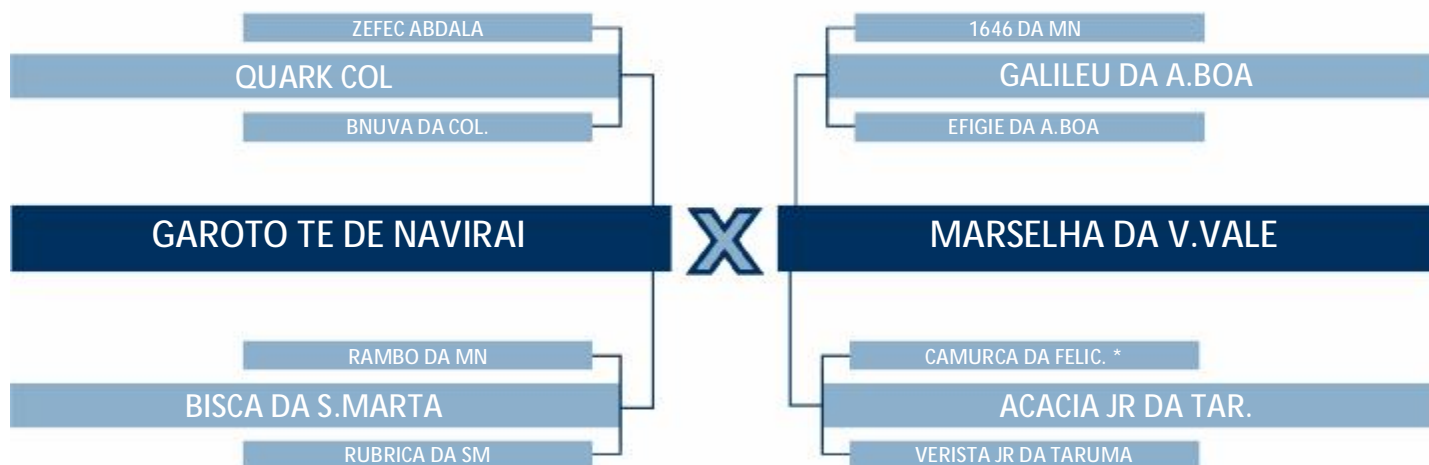 ZEFEC ABDALA
QUARK COL
BNUVA DA COL.
1646 DA MN
GALILEU DA A.BOA
EFIGIE DA A.BOA
GAROTO TE DE NAVIRAI
X
MARSELHA DA V.VALE
RAMBO DA MN
BISCA DA S.MARTA
RUBRICA DA SM
CAMURCA DA FELIC. *
ACACIA JR DA TAR.
VERISTA JR DA TARUMA